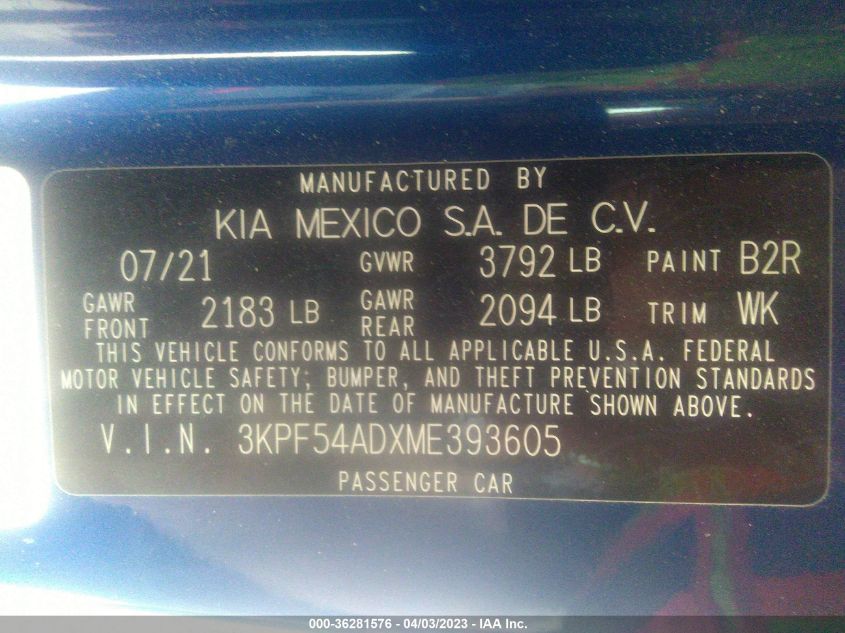 MANUFACTURED BY
KIA MEXICO S.A. DE C.V.
07/21 GVWR 3792 LB PAINT B2R
GAWR FRONT 2183 LB GAWR REAR 2094 LB TRIM WK
THIS VEHICLE CONFORMS TO ALL APPLICABLE U.S.A. FEDERAL
MOTOR VEHICLE SAFETY; BUMPER, AND THEFT PREVENTION STANDARDS
IN EFFECT ON THE DATE OF MANUFACTURE SHOWN ABOVE.
V.I.N. 3KPF54ADXME393605
PASSENGER CAR
000-36281576 - 04/03/2023 - IAA Inc.